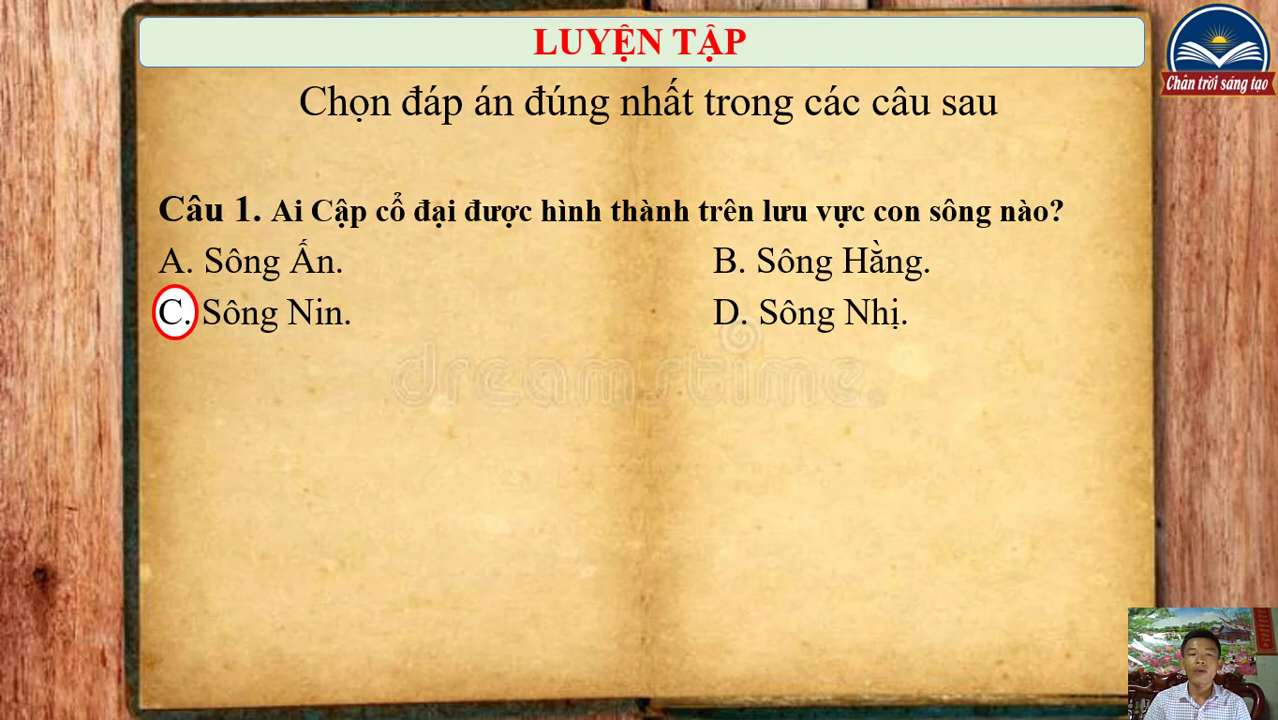 LUYỆN TẬP
Chân trời sáng tạo
Chọn đáp án đúng nhất trong các câu sau
Câu 1. Ai Cập cổ đại được hình thành trên lưu vực con sông nào?
A. Sông Ấn. B. Sông Hằng.
C. Sông Nin. D. Sông Nhị.
dreamstime.